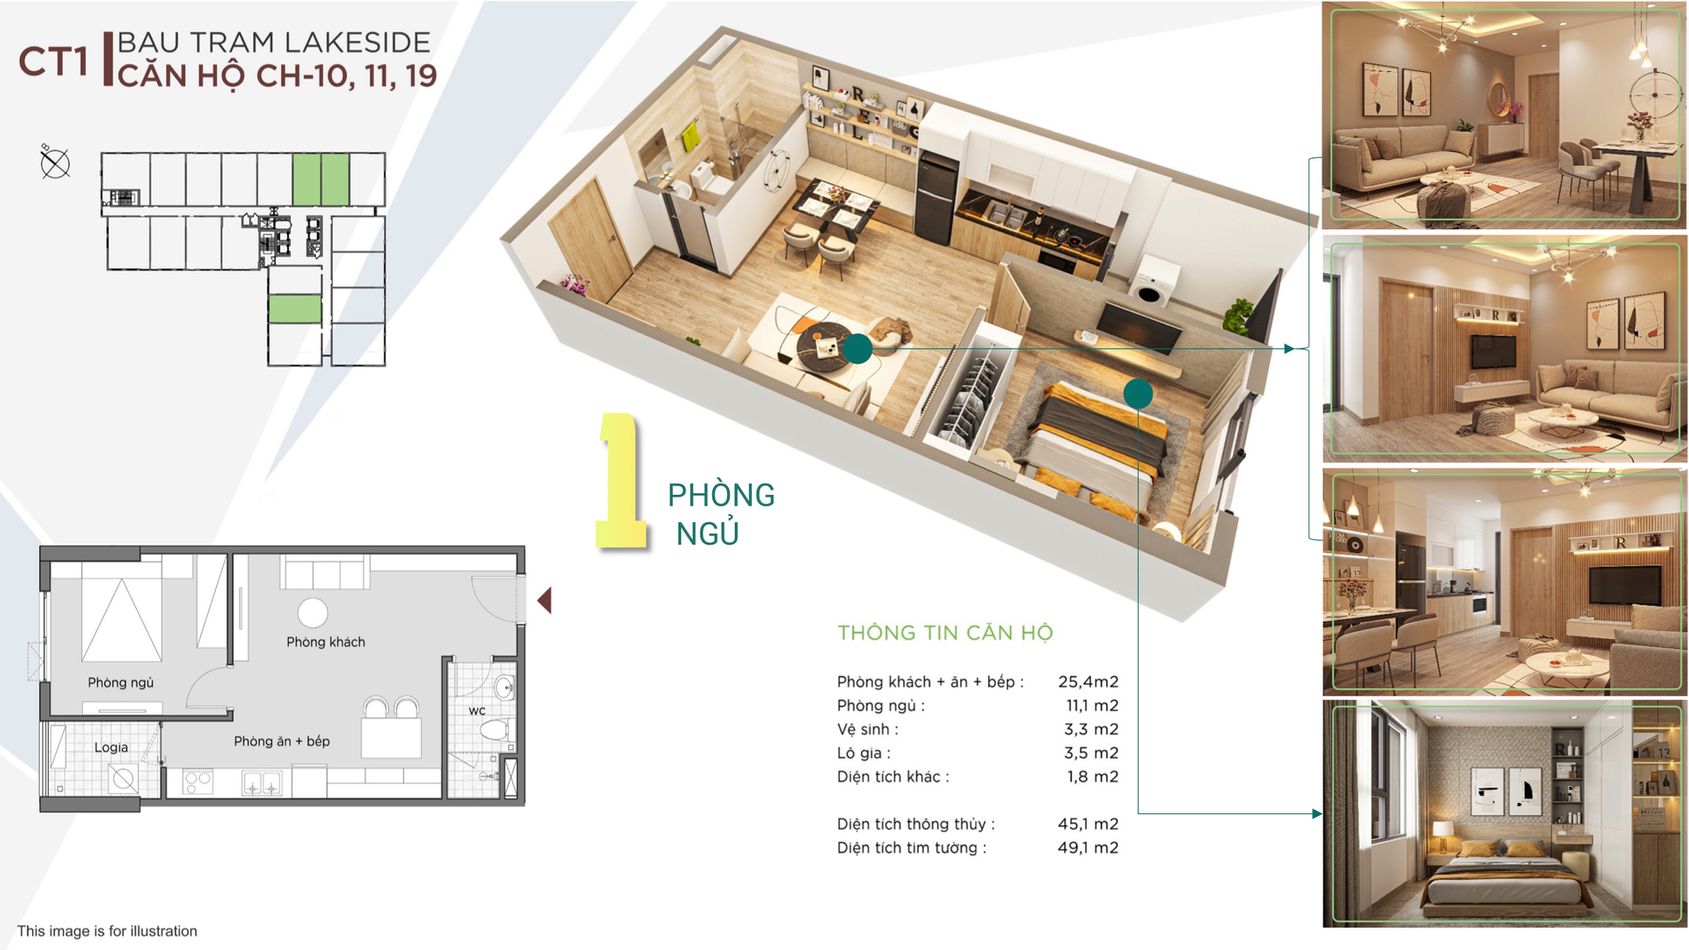 CT1
BAU TRAM LAKESIDE
CĂN HỘ CH-10, 11, 19
B
1
PHÒNG
NGỦ
Phòng khách
Phòng ngủ
WC
Logia
Phòng ăn + bếp
THÔNG TIN CĂN HỘ
Phòng khách + ăn + bếp : 25,4m2
Phòng ngủ : 11,1 m2
Vệ sinh : 3,3 m2
Lô gia : 3,5 m2
Diện tích khác : 1,8 m2
Diện tích thông thủy : 45,1 m2
Diện tích tim tường : 49,1 m2
This image is for illustration